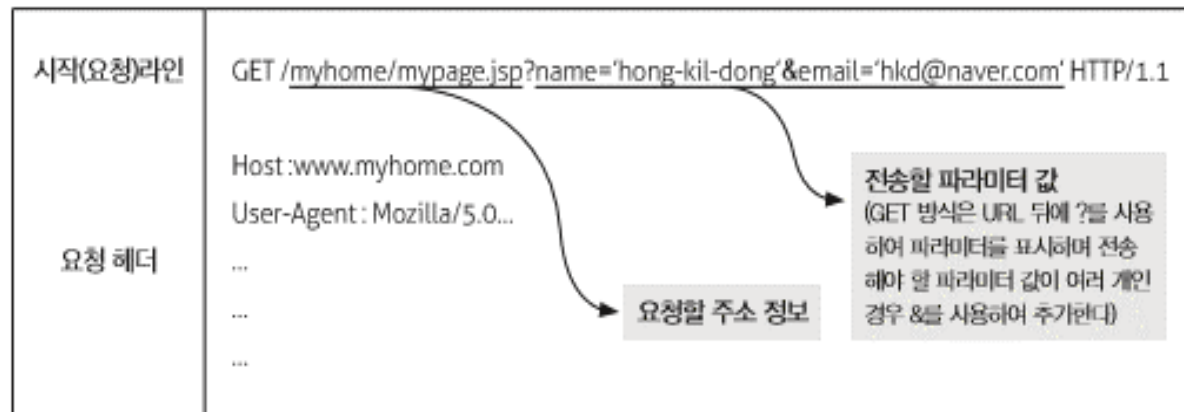 시작(요청)라인
GET /myhome/mypage.jsp?name='hong-kil-dong'&email='hkd@naver.com' HTTP/1.1
요청 헤더
Host :www.myhome.com
User-Agent : Mozilla/5.0...
...
...
...
요청할 주소 정보
전송할 파라미터 값
(GET 방식은 URL 뒤에 ?를 사용
하여 파라미터를 표시하며 전송
해야 할 파라미터 값이 여러 개인
경우 &를 사용하여 추가한다)